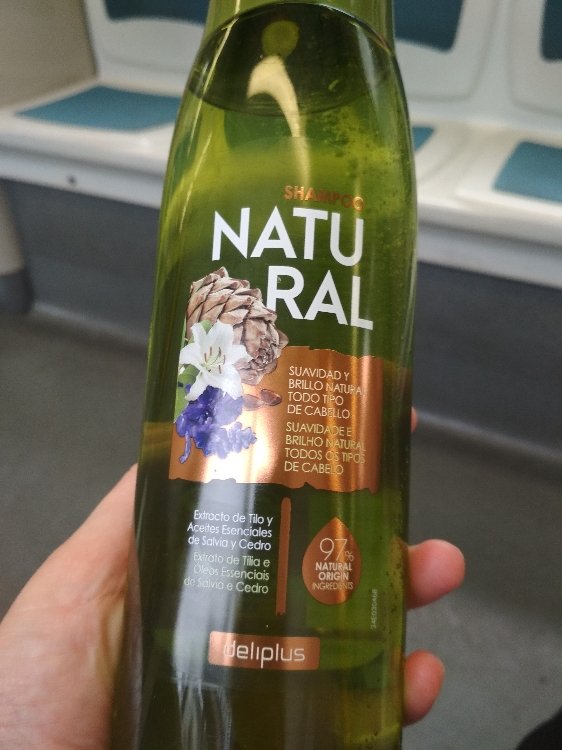 SHAMPOO
NATU
RAL
SUAVIDAD Y
BRILLO NATURAL
TODO TIPO
DE CABELLO
SUAVIDADE E
BRILHO NATURAL
TODOS OS TIPOS
DE CABELO
Extracto de Tilo y
Aceites Esenciales
de Salvia y Cedro
Extrato de Tília e
Óleos Essenciais
de Salvia e Cedro
97%
NATURAL
ORIGIN
INGREDIENTS
deliplus